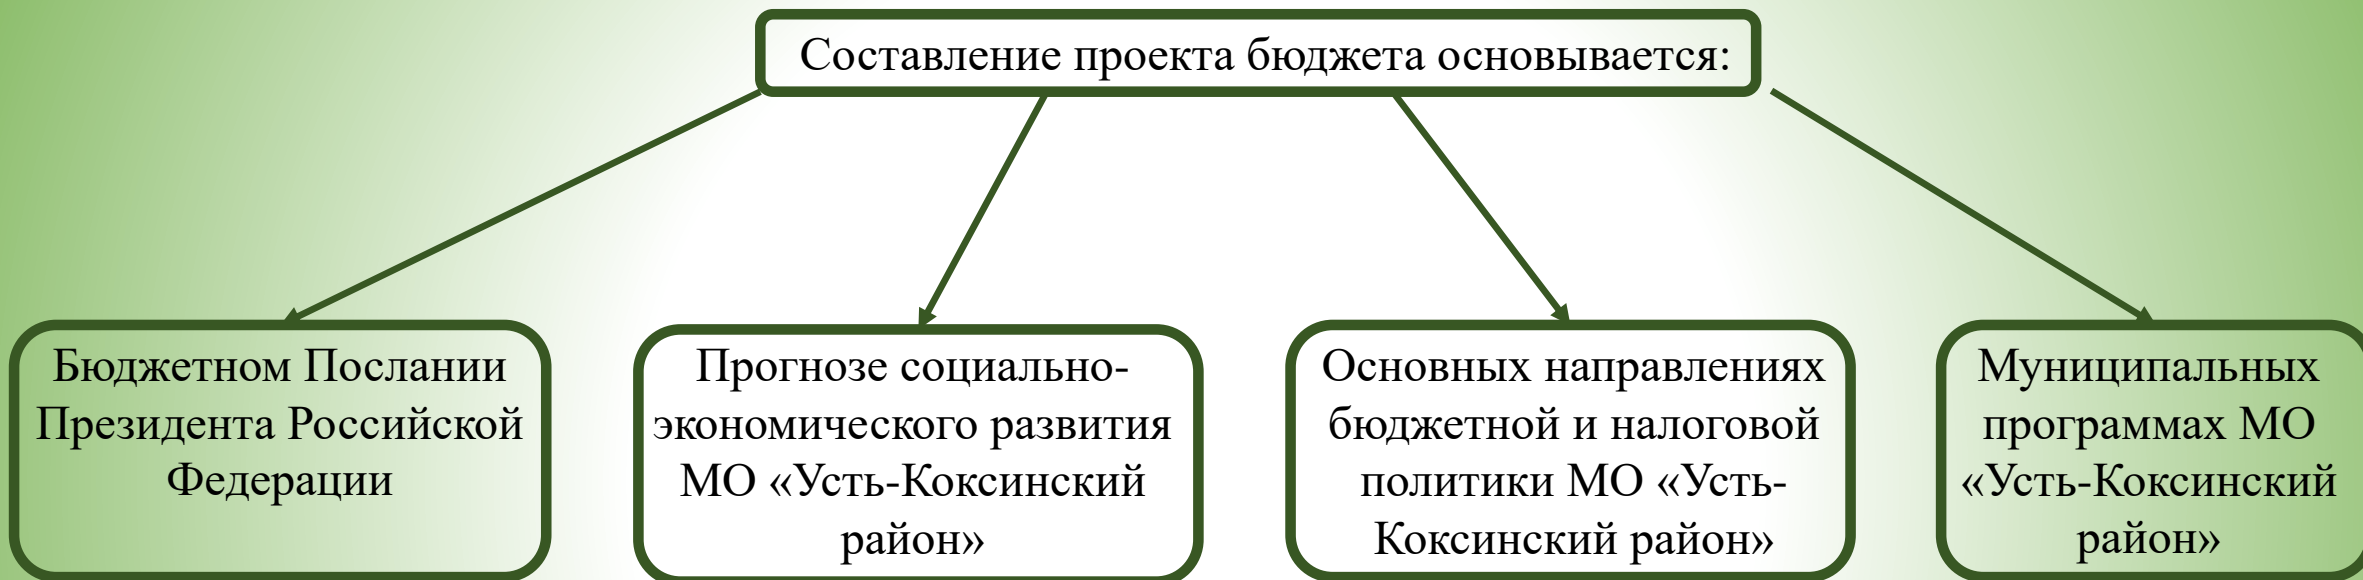 Составление проекта бюджета основывается:
Бюджетном Послании
Президента Российской
Федерации
Прогнозе социально-
экономического развития
МО «Усть-Коксинский
район»
Основных направлениях
бюджетной и налоговой
политики МО «Усть-
Коксинский район»
Муниципальных
программах МО
«Усть-Коксинский
район»